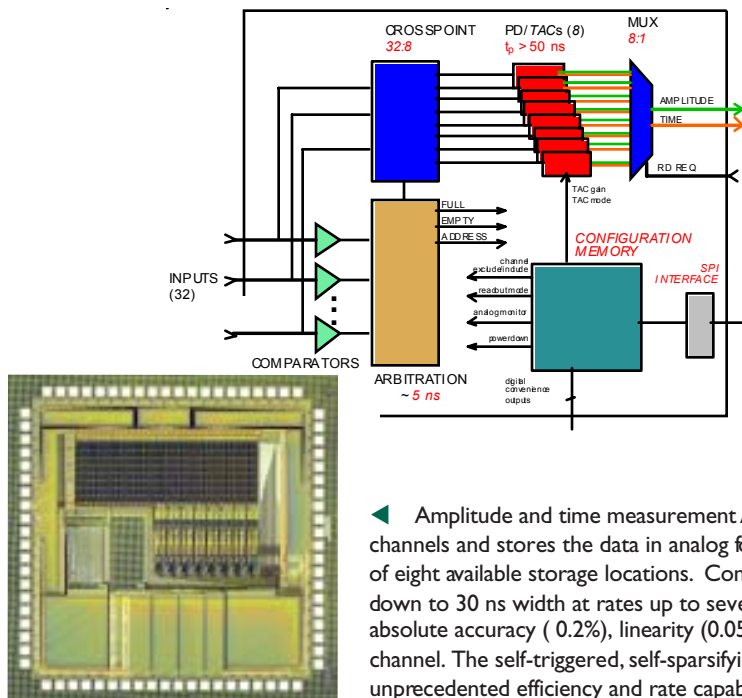 CROSSPOINT
32:8
PD/TACs (8)
tp > 50 ns
MUX
8:1
AMPLITUDE
TIME
RD REQ
TAC gain
TAC mode
FULL
EMPTY
ADDRESS
CONFIGURATION
MEMORY
SPI
INTERFACE
channel
exclude/include
readout mode
analog monitor
powerdown
INPUTS
(32)
COMPARATORS
ARBITRATION
~ 5 ns
digital
convenience
outputs
Amplitude and time measurement
channels and stores the data in analog
of eight available storage locations. Con
down to 30 ns width at rates up to seve
absolute accuracy ( 0.2%), linearity (0.05
channel. The self-triggered, self-sparsifyi
unprecedented efficiency and rate capab